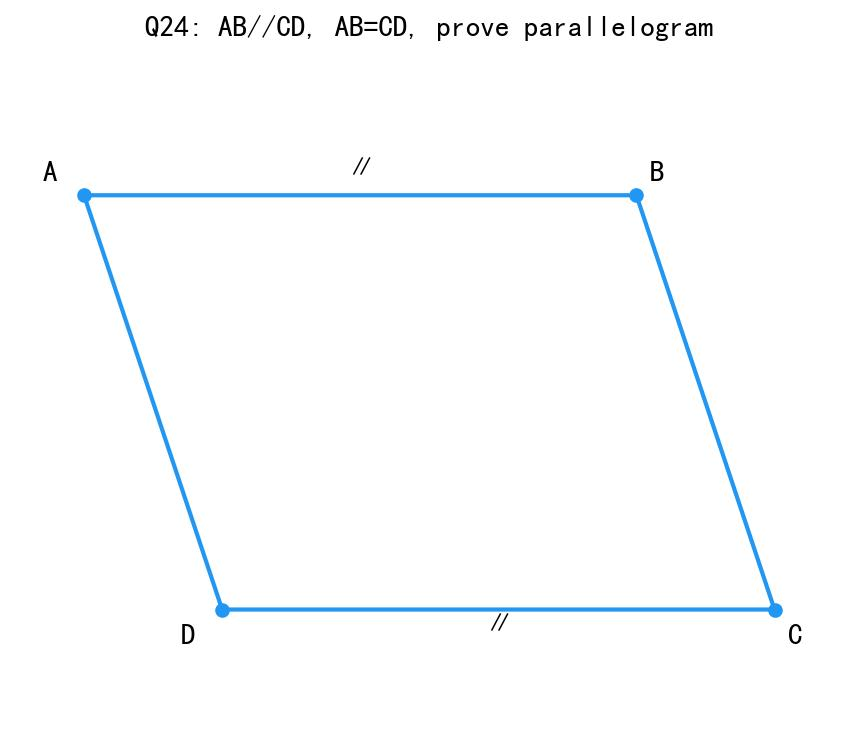 Q24: AB//CD, AB=CD, prove parallelogram
//
A
B
//
D
C